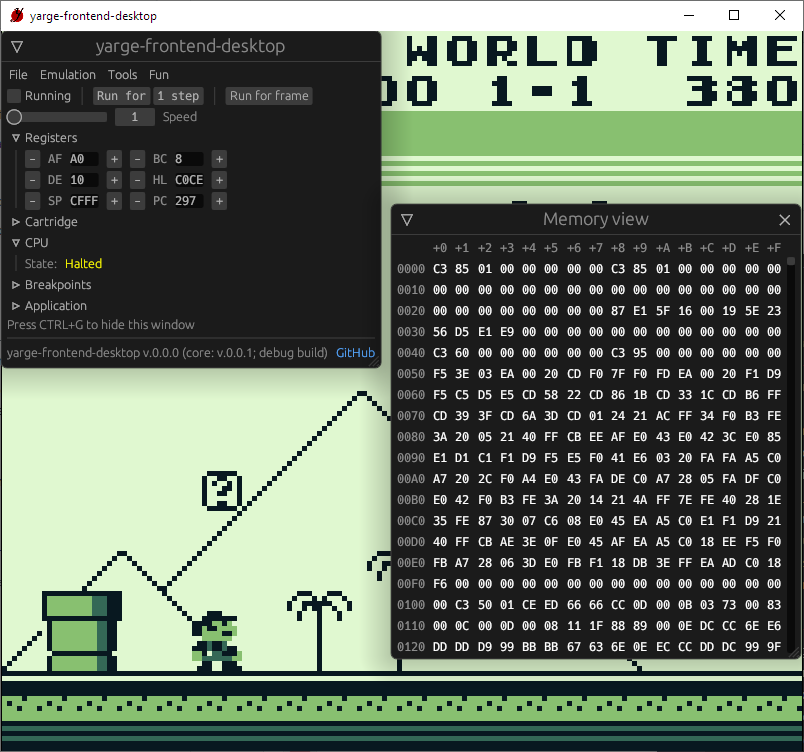 yarge-frontend-desktop
yarge-frontend-desktop
WORLD TIME
00 1-1 330
File Emulation Tools Fun
Running Run for 1 step Run for frame
1 Speed
Registers
- AF A0 + - BC 8 +
- DE 10 + - HL C0CE +
- SP CFFF + - PC 297 +
Cartridge
CPU
State: Halted
Breakpoints
Application
Press CTRL+G to hide this window
yarge-frontend-desktop v.0.0.0 (core: v.0.0.1; debug build) GitHub
Memory view
+0 +1 +2 +3 +4 +5 +6 +7 +8 +9 +A +B +C +D +E +F
0000 C3 85 01 00 00 00 00 00 C3 85 01 00 00 00 00 00
0010 00 00 00 00 00 00 00 00 00 00 00 00 00 00 00 00
0020 00 00 00 00 00 00 00 00 87 E1 5F 16 00 19 5E 23
0030 56 D5 E1 E9 00 00 00 00 00 00 00 00 00 00 00 00
0040 C3 60 00 00 00 00 00 00 C3 95 00 00 00 00 00 00
0050 F5 3E 03 EA 00 20 CD F0 7F F0 FD EA 00 20 F1 D9
0060 F5 C5 D5 E5 CD 58 22 CD 86 1B CD 33 1C CD B6 FF
0070 CD 39 3F CD 6A 3D CD 01 24 21 AC FF 34 F0 B3 FE
0080 3A 20 05 21 40 FF CB EE AF E0 43 E0 42 3C E0 85
0090 E1 D1 C1 F1 D9 F5 E5 F0 41 E6 03 20 FA FA A5 C0
00A0 A7 20 2C F0 A4 E0 43 FA DE C0 A7 28 05 FA DF C0
00B0 E0 42 F0 B3 FE 3A 20 14 21 4A FF 7E FE 40 28 1E
00C0 35 FE 87 30 07 C6 08 E0 45 EA A5 C0 E1 F1 D9 21
00D0 40 FF CB AE 3E 0F E0 45 AF EA A5 C0 18 EE F5 F0
00E0 FB A7 28 06 3D E0 FB F1 18 DB 3E FF EA AD C0 18
00F0 F6 00 00 00 00 00 00 00 00 00 00 00 00 00 00 00
0100 00 C3 50 01 CE ED 66 66 CC 0D 00 0B 03 73 00 83
0110 00 0C 00 0D 00 08 11 1F 88 89 00 0E DC CC 6E E6
0120 DD DD D9 99 BB BB 67 63 6E 0E EC CC DD DC 99 9F
?